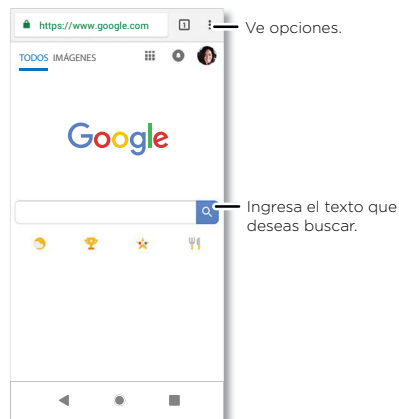 https://www.google.com 1
Ve opciones.
TODOS IMÁGENES
Google
Ingresa el texto que
deseas buscar.